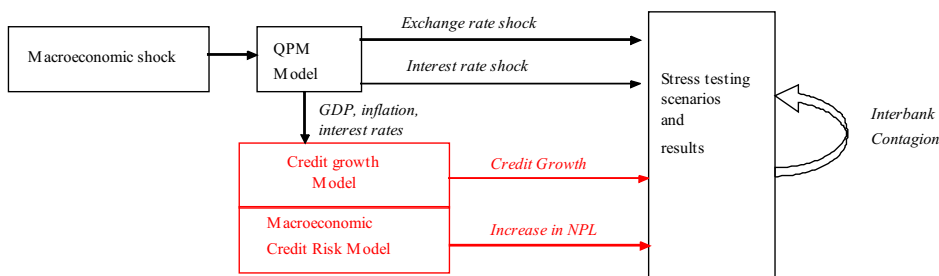 Macroeconomic shock
QPM
Model
Exchange rate shock
Interest rate shock
GDP, inflation,
interest rates
Credit growth
Model
Macroeconomic
Credit Risk Model
Credit Growth
Increase in NPL
Stress testing
scenarios
and
results
Interbank
Contagion